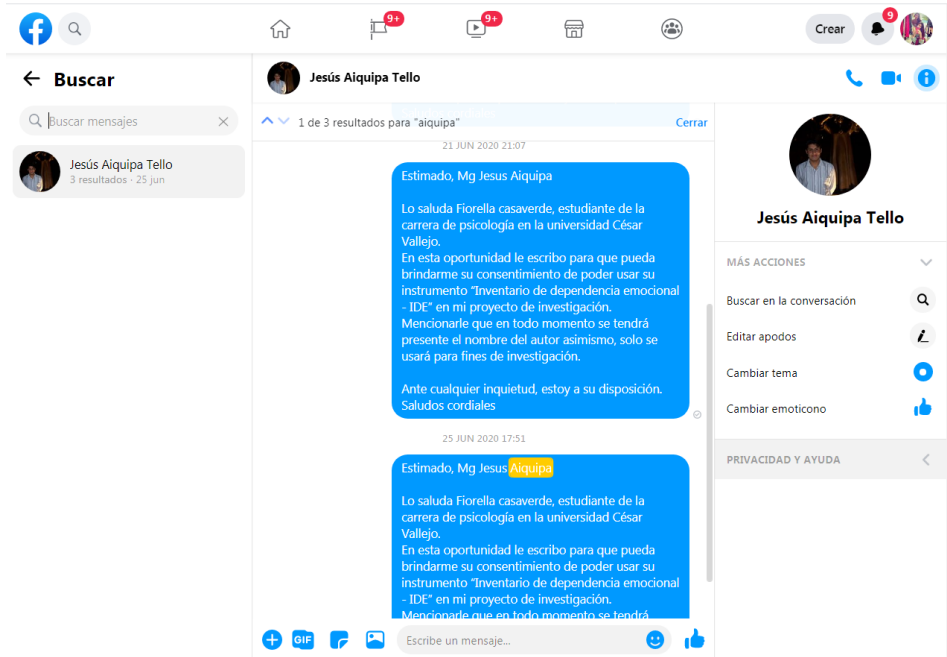 9+
9+
Crear
9
Buscar
Jesús Aiquipa Tello
Buscar mensajes
1 de 3 resultados para "aiquipa"
Cerrar
Jesús Aiquipa Tello
3 resultados · 25 jun
21 JUN 2020 21:07
Estimado, Mg Jesus Aiquipa
Lo saluda Fiorella casaverde, estudiante de la
carrera de psicología en la universidad César
Vallejo.
En esta oportunidad le escribo para que pueda
brindarme su consentimiento de poder usar su
instrumento "Inventario de dependencia emocional
- IDE" en mi proyecto de investigación.
Mencionarle que en todo momento se tendrá
presente el nombre del autor asimismo, solo se
usará para fines de investigación.
Ante cualquier inquietud, estoy a su disposición.
Saludos cordiales
25 JUN 2020 17:51
Estimado, Mg Jesus Aiquipa
Lo saluda Fiorella casaverde, estudiante de la
carrera de psicología en la universidad César
Vallejo.
En esta oportunidad le escribo para que pueda
brindarme su consentimiento de poder usar su
instrumento "Inventario de dependencia emocional
- IDE" en mi proyecto de investigación.
Mencionarle que en todo momento se tendrá
GIF
Escribe un mensaje...
Jesús Aiquipa Tello
MÁS ACCIONES
Buscar en la conversación
Editar apodos
Cambiar tema
Cambiar emoticono
PRIVACIDAD Y AYUDA